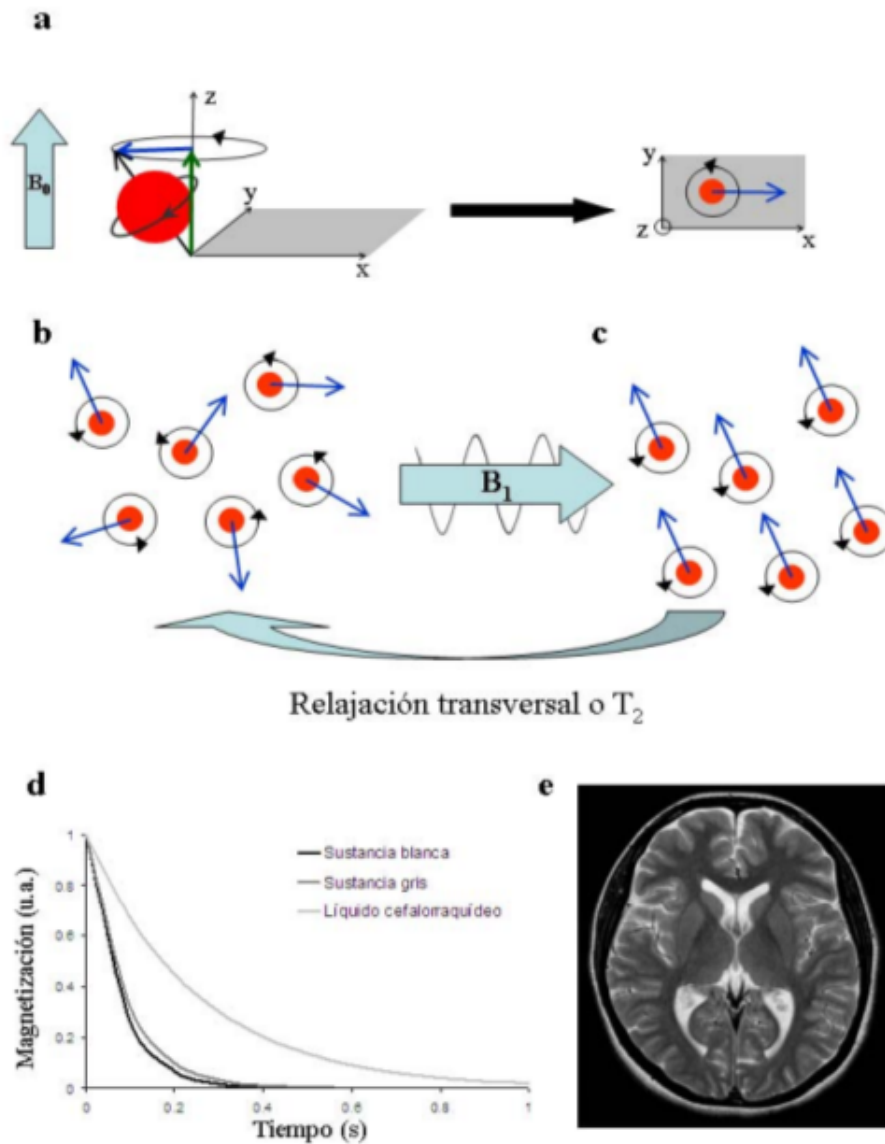 a
z
B₀
y
x
y
z
x
b
c
B₁
Relajación transversal o T₂
d
e
Magnetización (u.a.)
1
0.8
0.6
0.4
0.2
0
Sustancia blanca
Sustancia gris
Líquido cefalorraquídeo
0
0.2
0.4
0.6
0.8
1
Tiempo (s)